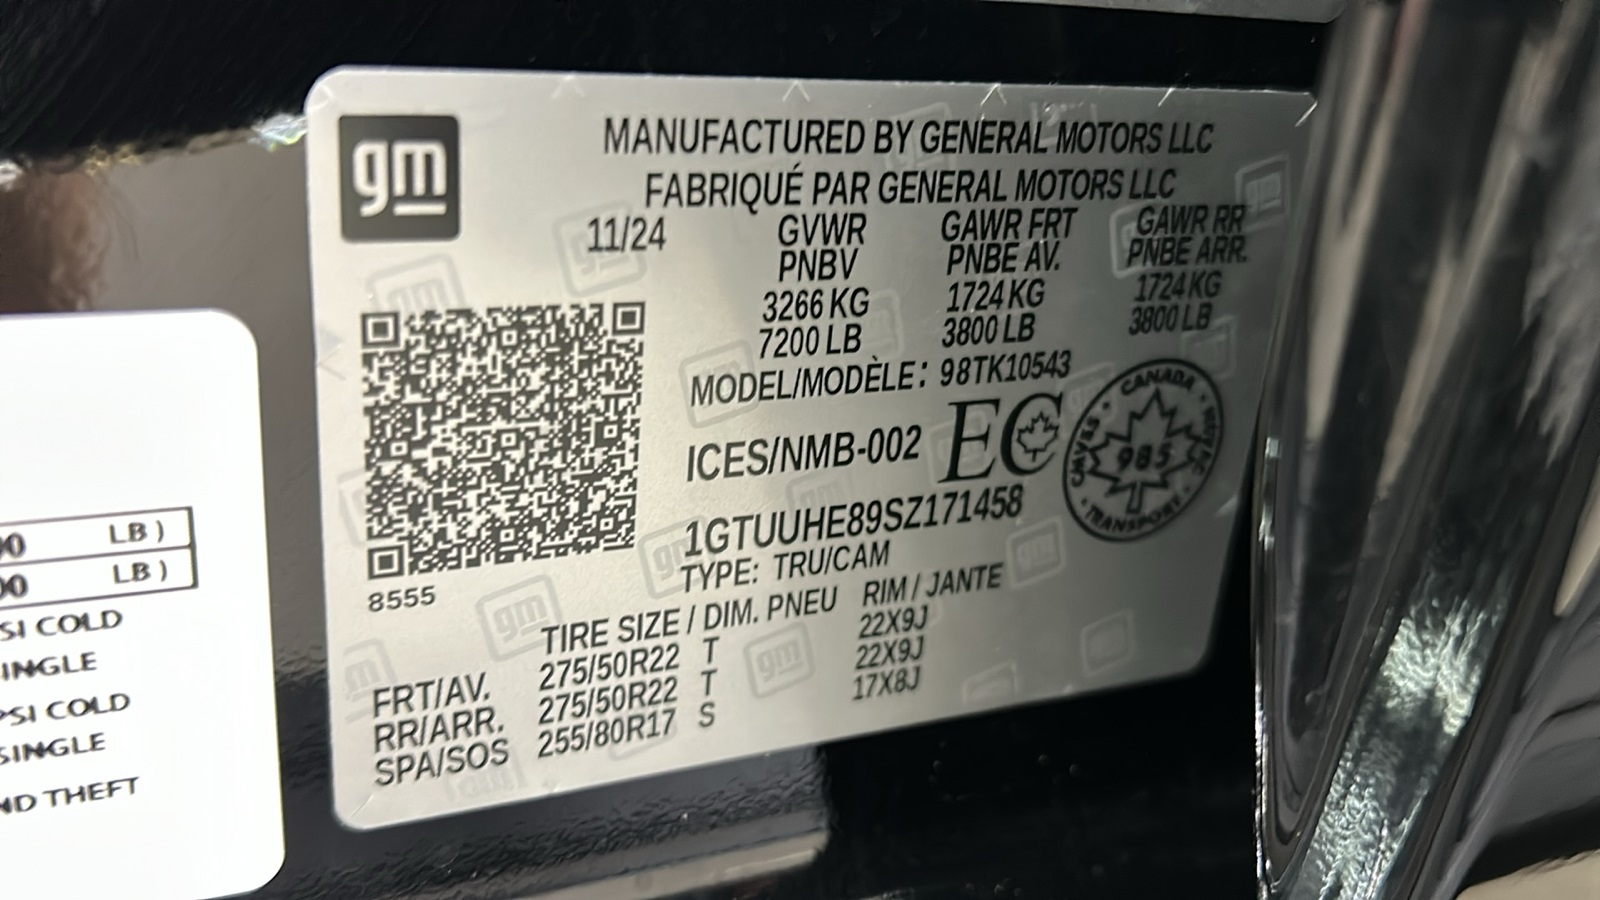 gm
MANUFACTURED BY GENERAL MOTORS LLC
FABRIQUÉ PAR GENERAL MOTORS LLC
11/24 GVWR GAWR FRT GAWR RR
PNBV PNBE AV. PNBE ARR.
3266 KG 1724 KG 1724 KG
7200 LB 3800 LB 3800 LB
MODEL/MODÈLE: 98TK10543
ICES/NMB-002 EC
CANADA
TRANSPORT
985
1GTUUHE89SZ171458
TYPE: TRU/CAM
8555
TIRE SIZE / DIM. PNEU RIM / JANTE
FRT/AV. 275/50R22 T 22X9J
RR/ARR. 275/50R22 T 22X9J
SPA/SOS 255/80R17 S 17X8J
LB )
LB )
SI COLD
INGLE
PSI COLD
SINGLE
ND THEFT